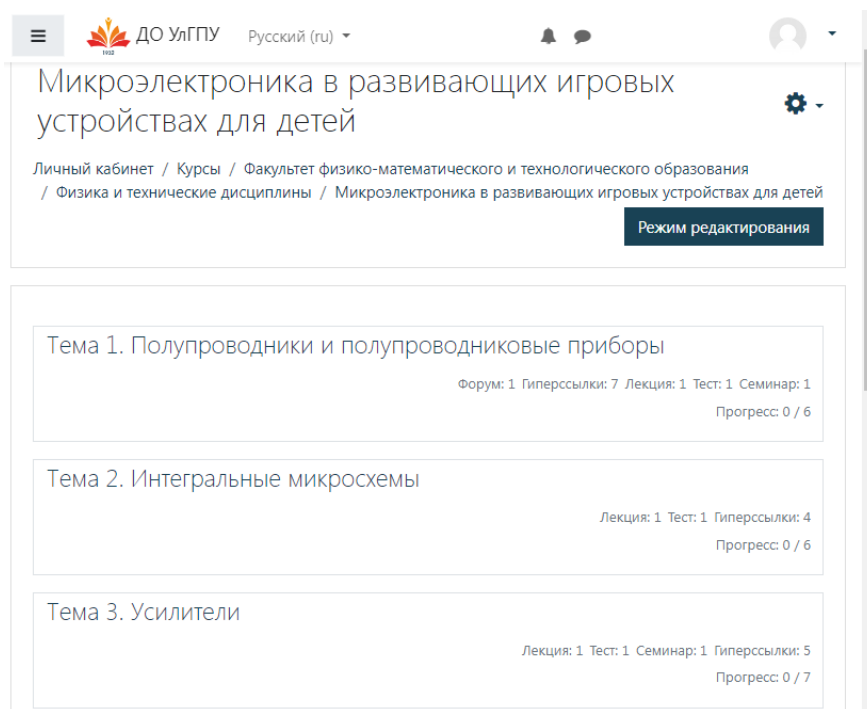 ДО УлГПУ Русский (ru)
Микроэлектроника в развивающих игровых
устройствах для детей
Личный кабинет / Курсы / Факультет физико-математического и технологического образования
/ Физика и технические дисциплины / Микроэлектроника в развивающих игровых устройствах для детей
Режим редактирования
Тема 1. Полупроводники и полупроводниковые приборы
Форум: 1 Гиперссылки: 7 Лекция: 1 Тест: 1 Семинар: 1
Прогресс: 0 / 6
Тема 2. Интегральные микросхемы
Лекция: 1 Тест: 1 Гиперссылки: 4
Прогресс: 0 / 6
Тема 3. Усилители
Лекция: 1 Тест: 1 Семинар: 1 Гиперссылки: 5
Прогресс: 0 / 7